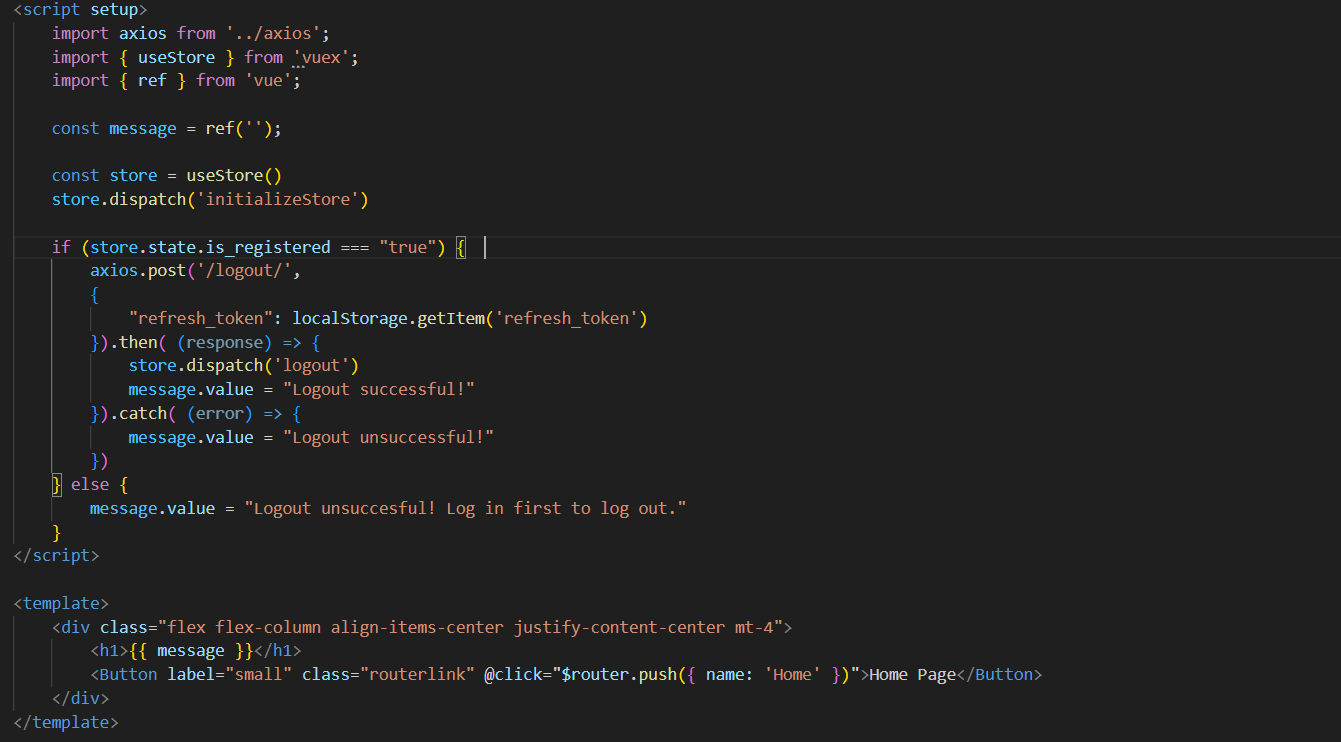 <script setup>
    import axios from '../axios';
    import { useStore } from 'vuex';
    import { ref } from 'vue';

    const message = ref('');

    const store = useStore()
    store.dispatch('initializeStore')

    if (store.state.is_registered === "true") {
        axios.post('/logout/',
        {
            "refresh_token": localStorage.getItem('refresh_token')
        }).then( (response) => {
            store.dispatch('logout')
            message.value = "Logout successful!"
        }).catch( (error) => {
            message.value = "Logout unsuccessful!"
        })
    } else {
        message.value = "Logout unsuccesful! Log in first to log out."
    }
</script>

<template>
    <div class="flex flex-column align-items-center justify-content-center mt-4">
        <h1>{{ message }}</h1>
        <Button label="small" class="routerlink" @click="$router.push({ name: 'Home' })">Home Page</Button>
    </div>
</template>